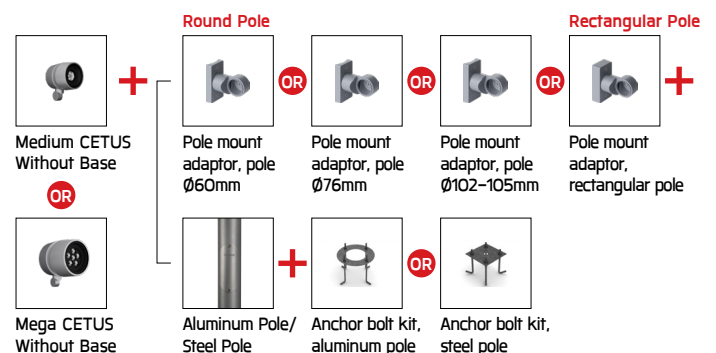 Round Pole
Rectangular Pole
OR
OR
OR
Medium CETUS
Without Base
Pole mount
adaptor, pole
Ø60mm
Pole mount
adaptor, pole
Ø76mm
Pole mount
adaptor, pole
Ø102–105mm
Pole mount
adaptor,
rectangular pole
OR
OR
Mega CETUS
Without Base
Aluminum Pole/
Steel Pole
Anchor bolt kit,
aluminum pole
Anchor bolt kit,
steel pole